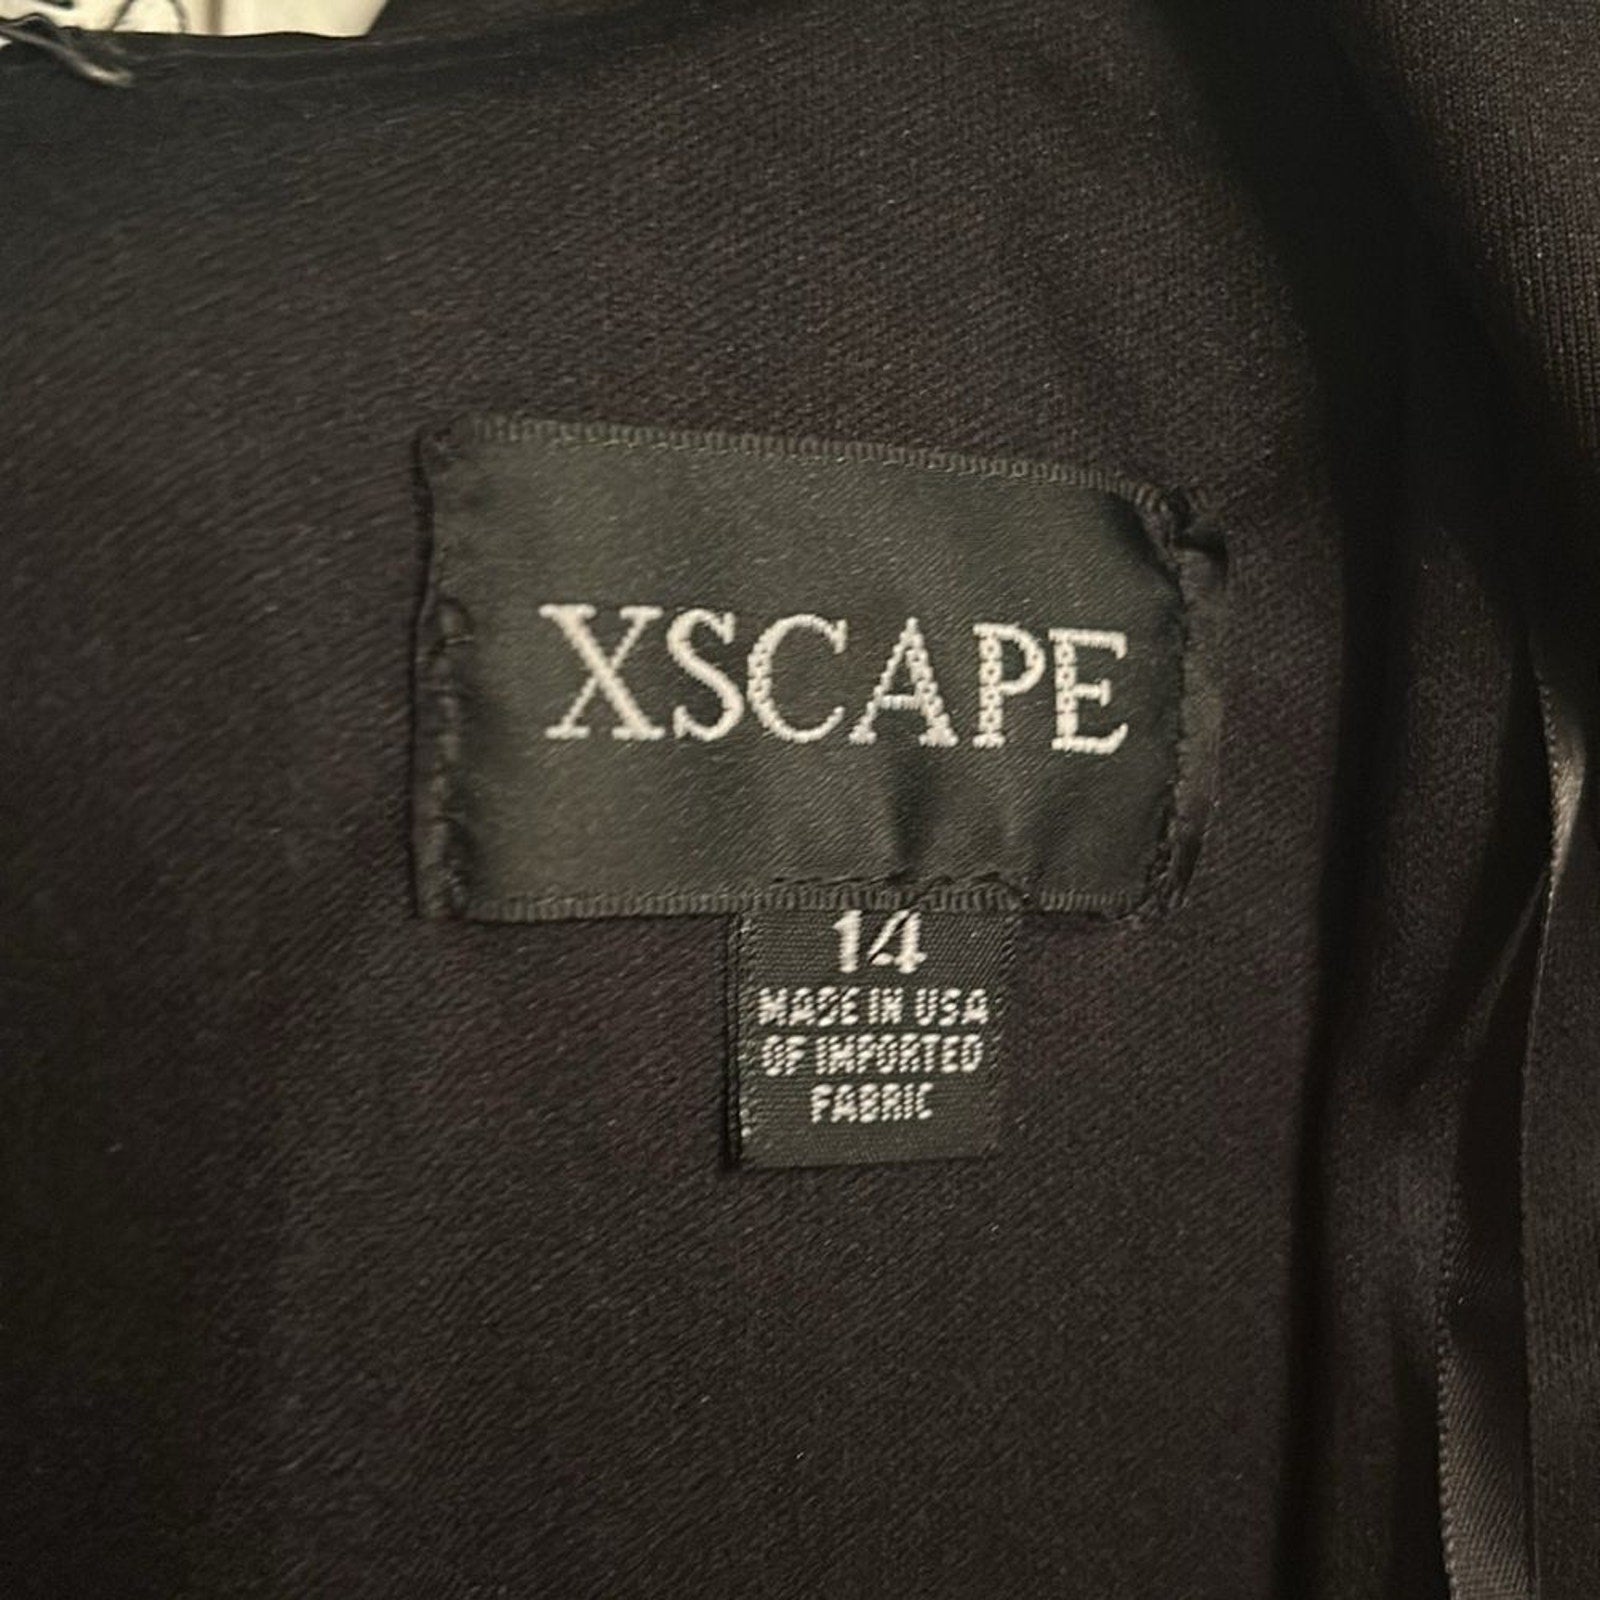 XSCAPE
14
MADE IN USA
OF IMPORTED
FABRIC